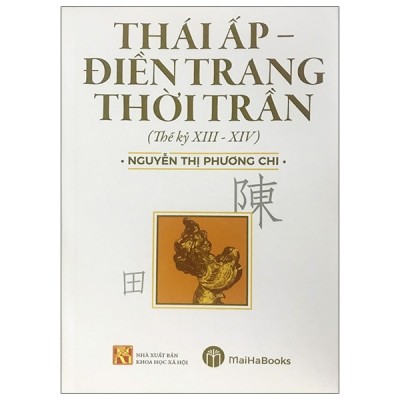 THÁI ẤP –
ĐIỀN TRANG
THỜI TRẦN
(Thế kỷ XIII - XIV)
• NGUYỄN THỊ PHƯƠNG CHI •
陳
田
NHÀ XUẤT BẢN
KHOA HỌC XÃ HỘI
MaiHaBooks